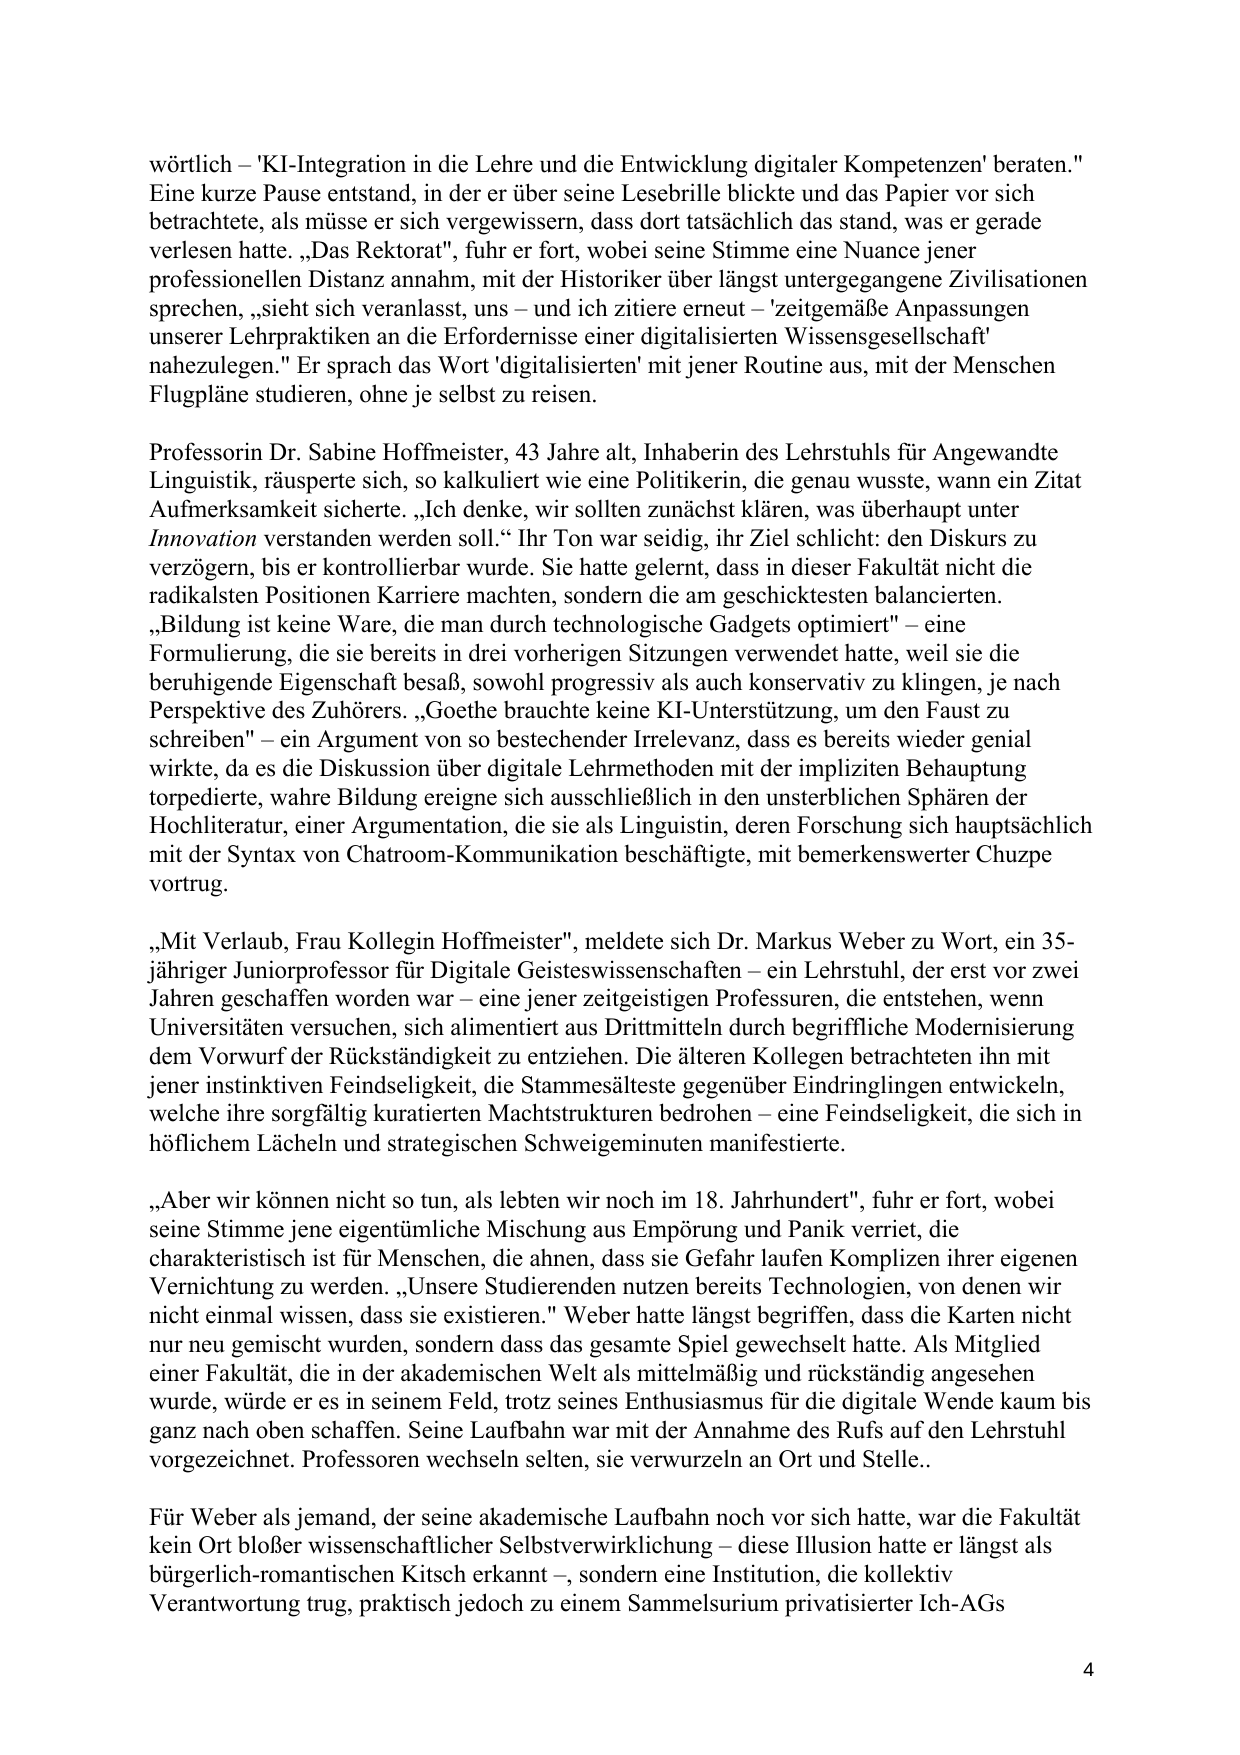 wörtlich – 'KI-Integration in die Lehre und die Entwicklung digitaler Kompetenzen' beraten."
Eine kurze Pause entstand, in der er über seine Lesebrille blickte und das Papier vor sich
betrachtete, als müsse er sich vergewissern, dass dort tatsächlich das stand, was er gerade
verlesen hatte. „Das Rektorat", fuhr er fort, wobei seine Stimme eine Nuance jener
professionellen Distanz annahm, mit der Historiker über längst untergegangene Zivilisationen
sprechen, „sieht sich veranlasst, uns – und ich zitiere erneut – 'zeitgemäße Anpassungen
unserer Lehrpraktiken an die Erfordernisse einer digitalisierten Wissensgesellschaft'
nahezulegen." Er sprach das Wort 'digitalisierten' mit jener Routine aus, mit der Menschen
Flugpläne studieren, ohne je selbst zu reisen.
Professorin Dr. Sabine Hoffmeister, 43 Jahre alt, Inhaberin des Lehrstuhls für Angewandte
Linguistik, räusperte sich, so kalkuliert wie eine Politikerin, die genau wusste, wann ein Zitat
Aufmerksamkeit sicherte. „Ich denke, wir sollten zunächst klären, was überhaupt unter
Innovation verstanden werden soll.“ Ihr Ton war seidig, ihr Ziel schlicht: den Diskurs zu
verzögern, bis er kontrollierbar wurde. Sie hatte gelernt, dass in dieser Fakultät nicht die
radikalsten Positionen Karriere machten, sondern die am geschicktesten balancierten.
„Bildung ist keine Ware, die man durch technologische Gadgets optimiert" – eine
Formulierung, die sie bereits in drei vorherigen Sitzungen verwendet hatte, weil sie die
beruhigende Eigenschaft besaß, sowohl progressiv als auch konservativ zu klingen, je nach
Perspektive des Zuhörers. „Goethe brauchte keine KI-Unterstützung, um den Faust zu
schreiben" – ein Argument von so bestechender Irrelevanz, dass es bereits wieder genial
wirkte, da es die Diskussion über digitale Lehrmethoden mit der impliziten Behauptung
torpedierte, wahre Bildung ereigne sich ausschließlich in den unsterblichen Sphären der
Hochliteratur, einer Argumentation, die sie als Linguistin, deren Forschung sich hauptsächlich
mit der Syntax von Chatroom-Kommunikation beschäftigte, mit bemerkenswerter Chuzpe
vortrug.
„Mit Verlaub, Frau Kollegin Hoffmeister", meldete sich Dr. Markus Weber zu Wort, ein 35-
jähriger Juniorprofessor für Digitale Geisteswissenschaften – ein Lehrstuhl, der erst vor zwei
Jahren geschaffen worden war – eine jener zeitgeistigen Professuren, die entstehen, wenn
Universitäten versuchen, sich alimentiert aus Drittmitteln durch begriffliche Modernisierung
dem Vorwurf der Rückständigkeit zu entziehen. Die älteren Kollegen betrachteten ihn mit
jener instinktiven Feindseligkeit, die Stammesälteste gegenüber Eindringlingen entwickeln,
welche ihre sorgfältig kuratierten Machtstrukturen bedrohen – eine Feindseligkeit, die sich in
höflichem Lächeln und strategischen Schweigeminuten manifestierte.
„Aber wir können nicht so tun, als lebten wir noch im 18. Jahrhundert", fuhr er fort, wobei
seine Stimme jene eigentümliche Mischung aus Empörung und Panik verriet, die
charakteristisch ist für Menschen, die ahnen, dass sie Gefahr laufen Komplizen ihrer eigenen
Vernichtung zu werden. „Unsere Studierenden nutzen bereits Technologien, von denen wir
nicht einmal wissen, dass sie existieren." Weber hatte längst begriffen, dass die Karten nicht
nur neu gemischt wurden, sondern dass das gesamte Spiel gewechselt hatte. Als Mitglied
einer Fakultät, die in der akademischen Welt als mittelmäßig und rückständig angesehen
wurde, würde er es in seinem Feld, trotz seines Enthusiasmus für die digitale Wende kaum bis
ganz nach oben schaffen. Seine Laufbahn war mit der Annahme des Rufs auf den Lehrstuhl
vorgezeichnet. Professoren wechseln selten, sie verwurzeln an Ort und Stelle..
Für Weber als jemand, der seine akademische Laufbahn noch vor sich hatte, war die Fakultät
kein Ort bloßer wissenschaftlicher Selbstverwirklichung – diese Illusion hatte er längst als
bürgerlich-romantischen Kitsch erkannt –, sondern eine Institution, die kollektiv
Verantwortung trug, praktisch jedoch zu einem Sammelsurium privatisierter Ich-AGs
4